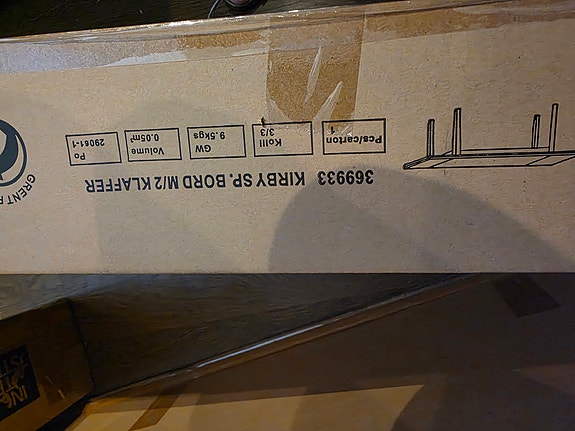 369933 KIRBY SP. BORD M/2 KLAFFER
Pcs/carton
1
Kolli
3/3
GW
9.5kgs
Volume
0.05m³
Po
29061-1
GRENT